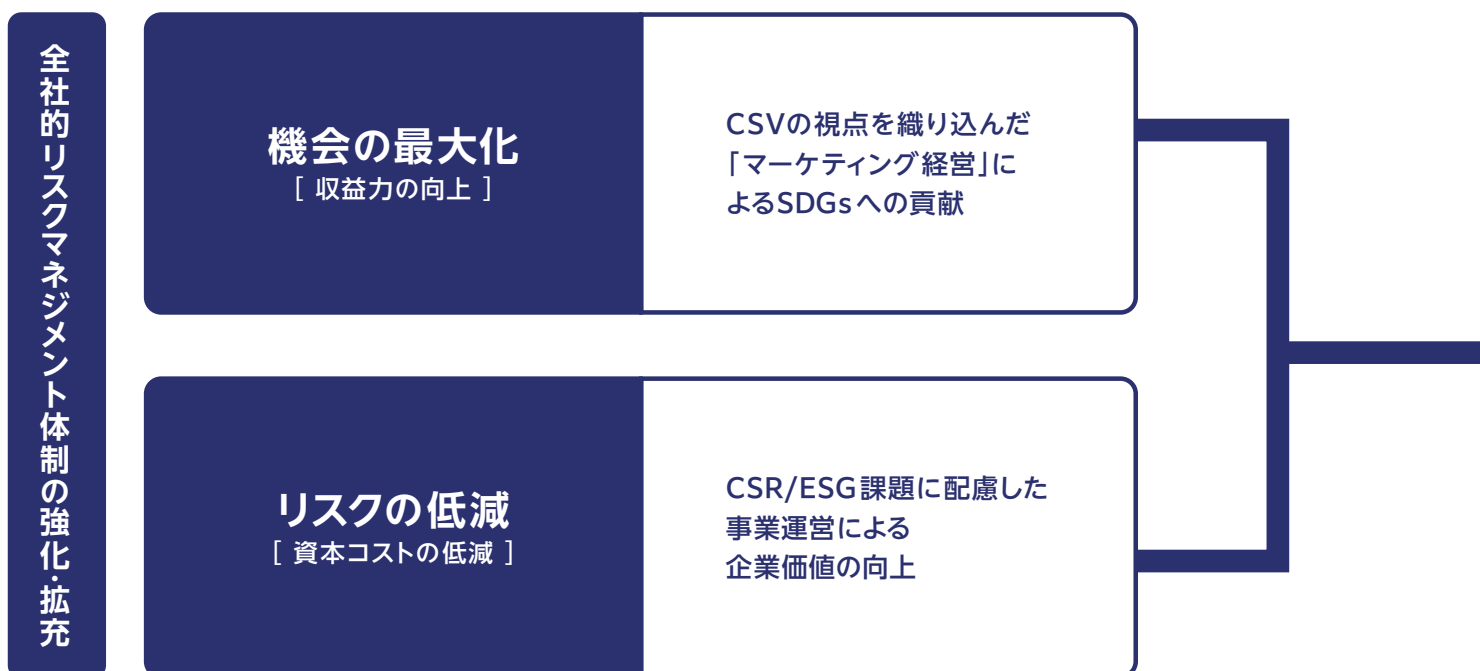 全社的リスクマネジメント体制の強化・拡充
機会の最大化
[ 収益力の向上 ]
CSVの視点を織り込んだ
「マーケティング経営」に
よるSDGsへの貢献
リスクの低減
[ 資本コストの低減 ]
CSR/ESG課題に配慮した
事業運営による
企業価値の向上